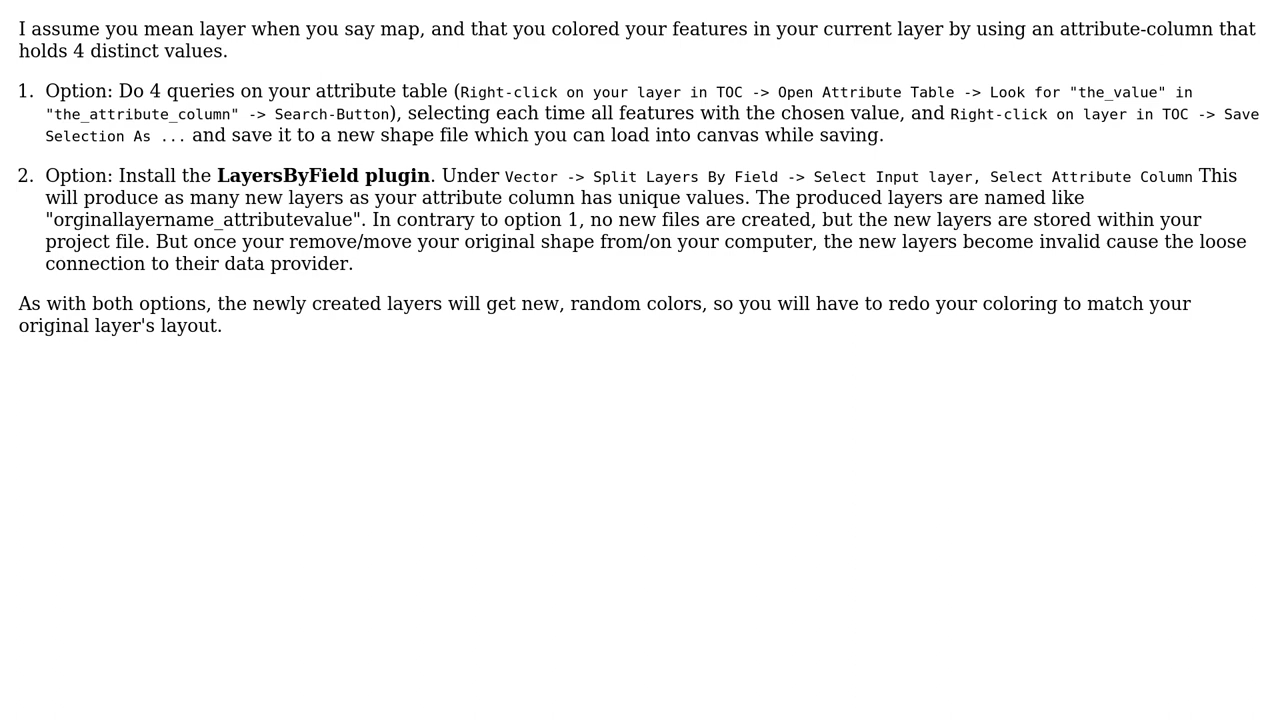 I assume you mean layer when you say map, and that you colored your features in your current layer by using an attribute-column that
holds 4 distinct values.
1. Option: Do 4 queries on your attribute table (Right-click on your layer in TOC -> Open Attribute Table -> Look for "the_value" in
"the_attribute_column" -> Search-Button), selecting each time all features with the chosen value, and Right-click on layer in TOC -> Save
Selection As ... and save it to a new shape file which you can load into canvas while saving.
2. Option: Install the LayersByField plugin. Under Vector -> Split Layers By Field -> Select Input layer, Select Attribute Column This
will produce as many new layers as your attribute column has unique values. The produced layers are named like
"orginallayername_attributevalue". In contrary to option 1, no new files are created, but the new layers are stored within your
project file. But once your remove/move your original shape from/on your computer, the new layers become invalid cause the loose
connection to their data provider.
As with both options, the newly created layers will get new, random colors, so you will have to redo your coloring to match your
original layer's layout.